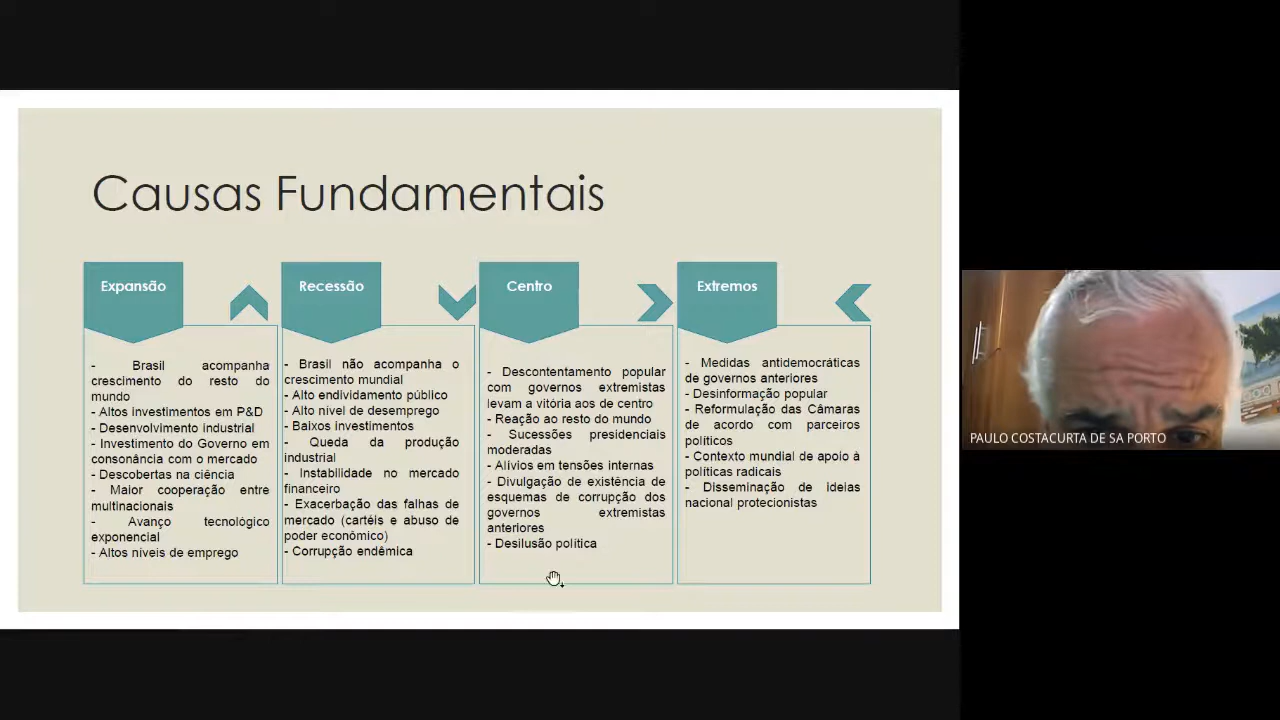 Causas Fundamentais
Expansão
- Brasil acompanha
crescimento do resto do
mundo
- Altos investimentos em P&D
- Desenvolvimento industrial
- Investimento do Governo em
consonância com o mercado
- Descobertas na ciência
- Maior cooperação entre
multinacionais
- Avanço tecnológico
exponencial
- Altos níveis de emprego
Recessão
- Brasil não acompanha o
crescimento mundial
- Alto endividamento público
- Alto nível de desemprego
- Baixos investimentos
- Queda da produção
industrial
- Instabilidade no mercado
financeiro
- Exacerbação das falhas de
mercado (cartéis e abuso de
poder econômico)
- Corrupção endêmica
Centro
- Descontentamento popular
com governos extremistas
levam a vitória aos de centro
- Reação ao resto do mundo
- Sucessões presidenciais
moderadas
- Alívios em tensões internas
- Divulgação de existência de
esquemas de corrupção dos
governos extremistas
anteriores
- Desilusão política
Extremos
- Medidas antidemocráticas
de governos anteriores
- Desinformação popular
- Reformulação das Câmaras
de acordo com parceiros
políticos
- Contexto mundial de apoio à
políticas radicais
- Disseminação de ideias
nacional protecionistas
PAULO COSTACURTA DE SA PORTO